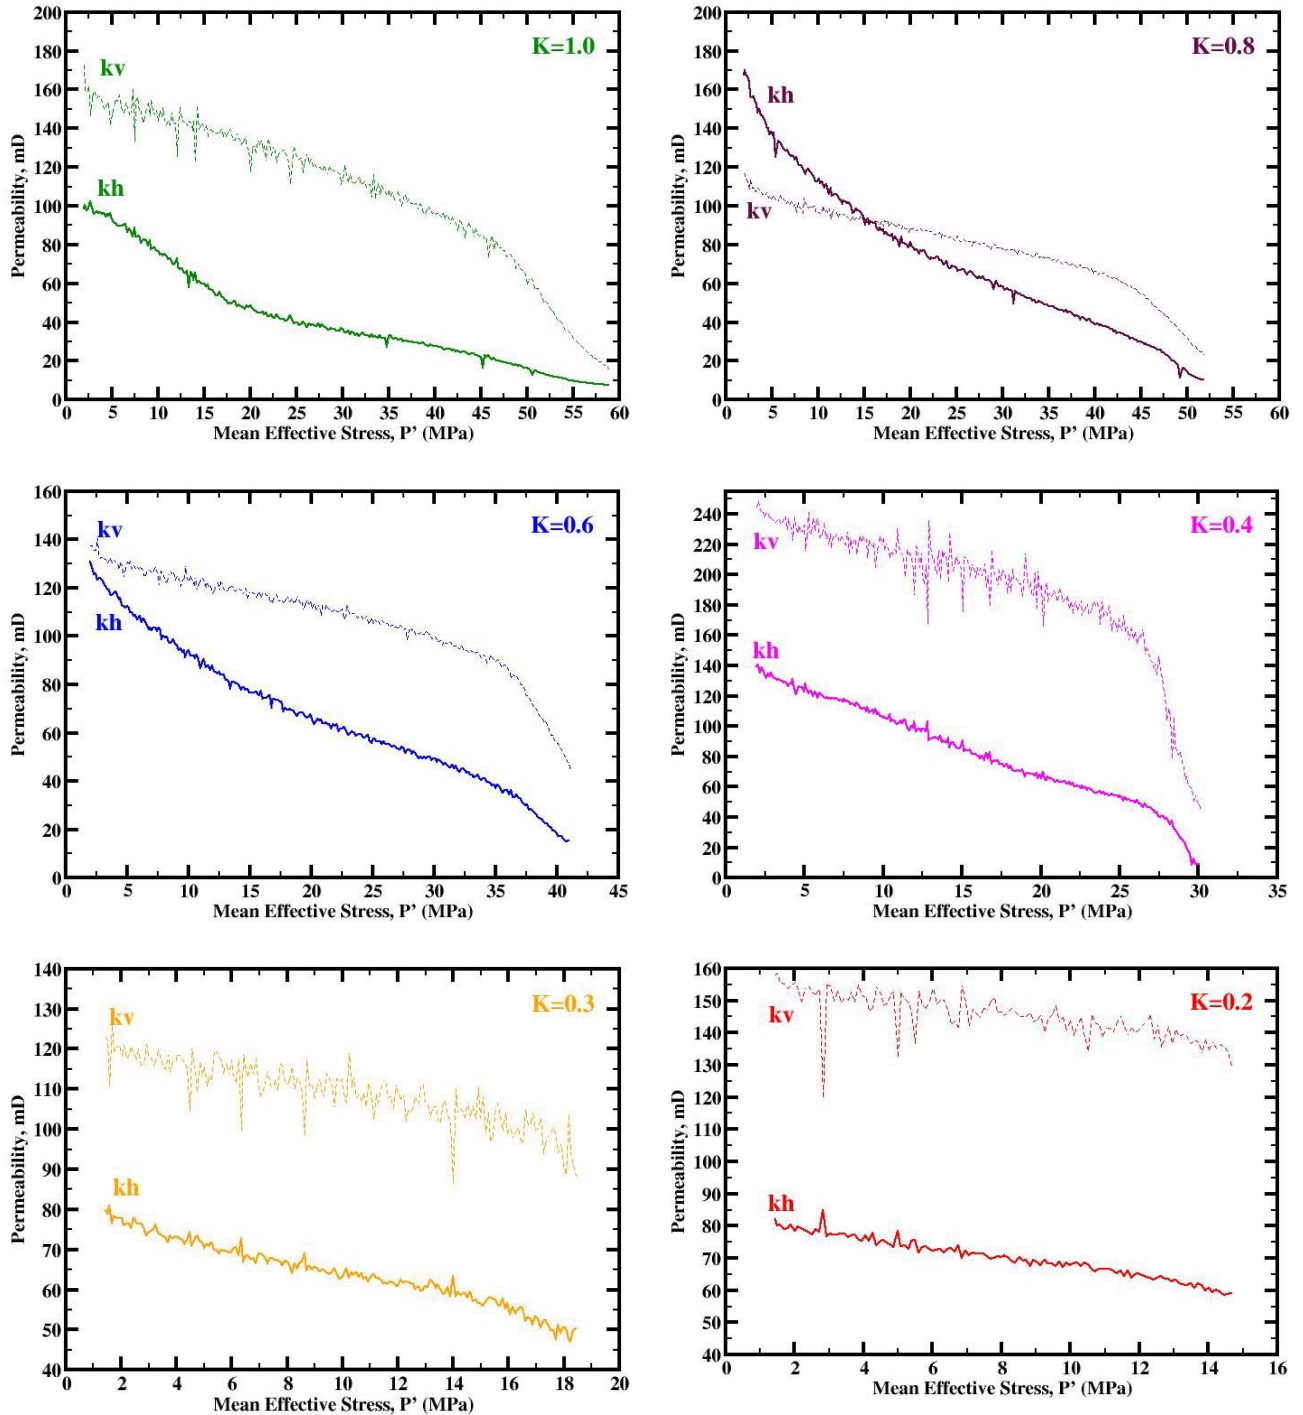 200
180
160
140
120
100
80
60
40
20
0
Permeability, mD
K=1.0
kv
kh
0 5 10 15 20 25 30 35 40 45 50 55 60
Mean Effective Stress, P' (MPa)
200
180
160
140
120
100
80
60
40
20
0
Permeability, mD
K=0.8
kh
kv
0 5 10 15 20 25 30 35 40 45 50 55 60
Mean Effective Stress, P' (MPa)
160
140
120
100
80
60
40
20
0
Permeability, mD
K=0.6
kv
kh
0 5 10 15 20 25 30 35 40 45
Mean Effective Stress, P' (MPa)
240
220
200
180
160
140
120
100
80
60
40
20
0
Permeability, mD
K=0.4
kv
kh
0 5 10 15 20 25 30 35
Mean Effective Stress, P' (MPa)
140
130
120
110
100
90
80
70
60
50
40
Permeability, mD
K=0.3
kv
kh
0 2 4 6 8 10 12 14 16 18 20
Mean Effective Stress, P' (MPa)
160
150
140
130
120
110
100
90
80
70
60
50
40
Permeability, mD
K=0.2
kv
kh
0 2 4 6 8 10 12 14 16
Mean Effective Stress, P' (MPa)